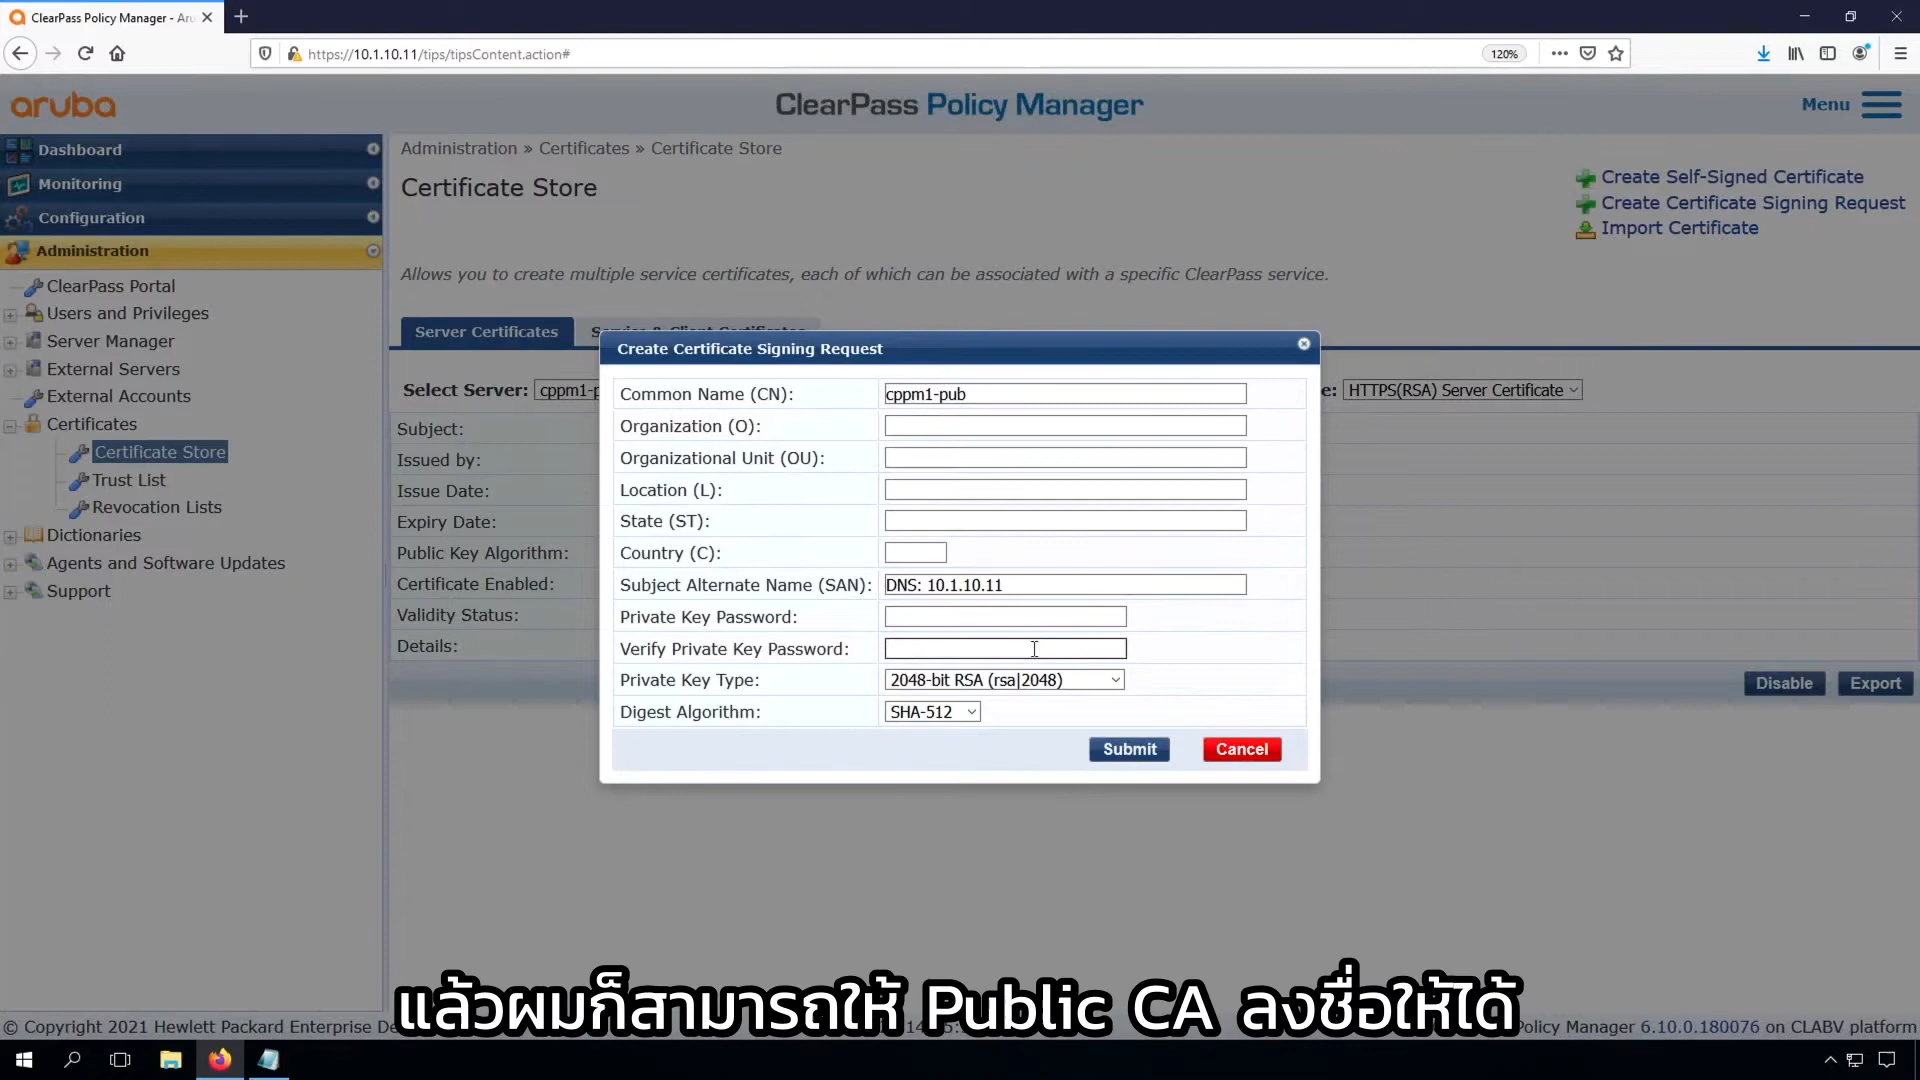 ClearPass Policy Manager - Aru
https://10.1.10.11/tips/tipsContent.action#
120%
aruba
ClearPass Policy Manager
Menu
Dashboard
Monitoring
Configuration
Administration
ClearPass Portal
Users and Privileges
Server Manager
External Servers
External Accounts
Certificates
Certificate Store
Trust List
Revocation Lists
Dictionaries
Agents and Software Updates
Support
Administration » Certificates » Certificate Store
Certificate Store
Create Self-Signed Certificate
Create Certificate Signing Request
Import Certificate
Allows you to create multiple service certificates, each of which can be associated with a specific ClearPass service.
Server Certificates
Service & Client Certificates
Select Server: cppm1-p
e: HTTPS(RSA) Server Certificate
Subject:
Issued by:
Issue Date:
Expiry Date:
Public Key Algorithm:
Certificate Enabled:
Validity Status:
Details:
Disable Export
Create Certificate Signing Request
Common Name (CN): cppm1-pub
Organization (O):
Organizational Unit (OU):
Location (L):
State (ST):
Country (C):
Subject Alternate Name (SAN): DNS: 10.1.10.11
Private Key Password:
Verify Private Key Password:
Private Key Type: 2048-bit RSA (rsa|2048)
Digest Algorithm: SHA-512
Submit Cancel
แล้วผมก็สามารถให้ Public CA ลงชื่อให้ได้
© Copyright 2021 Hewlett Packard Enterprise De
Policy Manager 6.10.0.180076 on CLABV platform